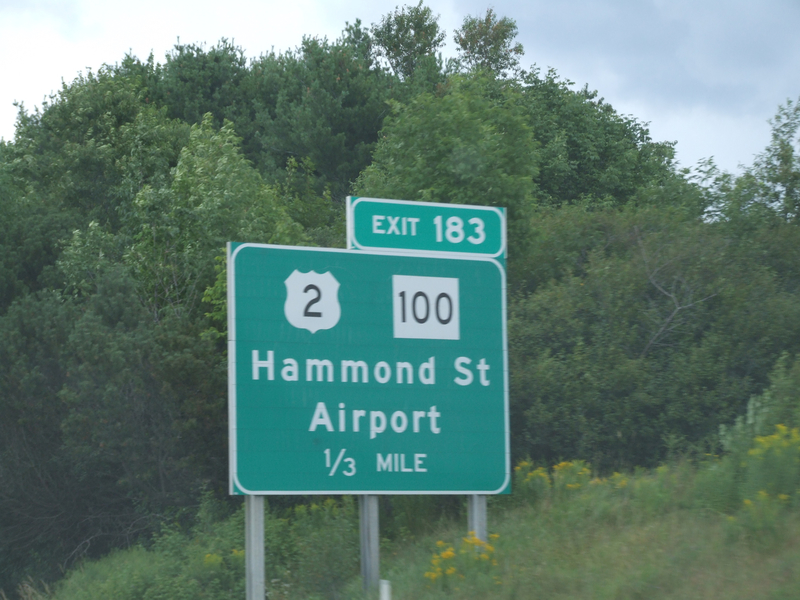 EXIT 183
2 100
Hammond St
Airport
1/3 MILE